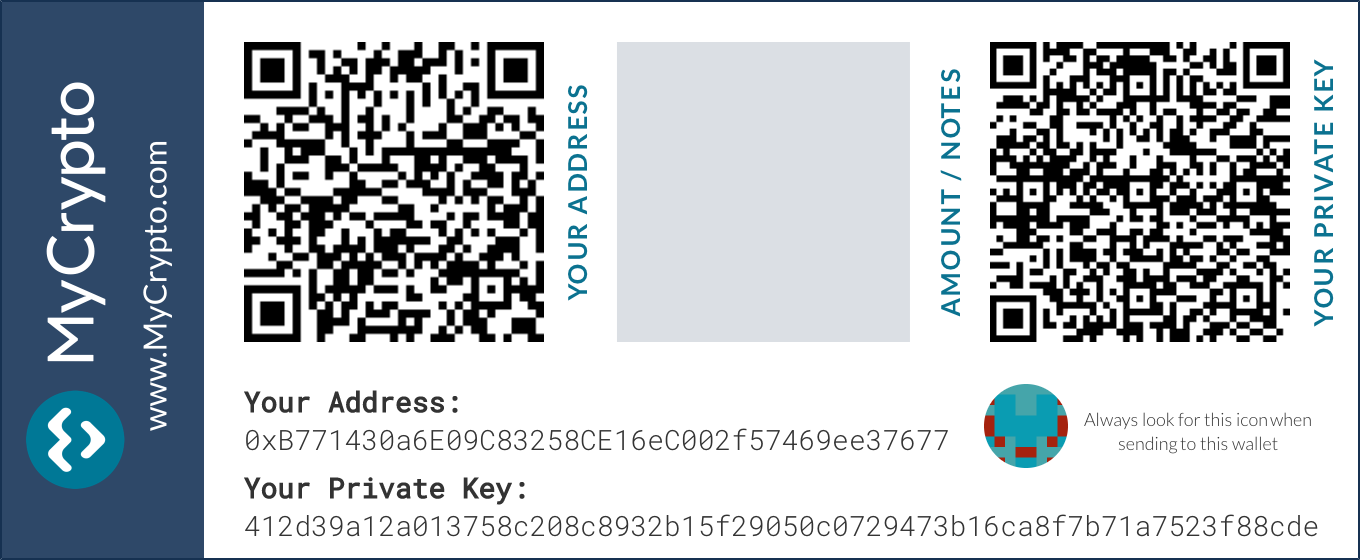 MyCrypto
www.MyCrypto.com
YOUR ADDRESS
AMOUNT / NOTES
YOUR PRIVATE KEY
Your Address:
0xB771430a6E09C83258CE16eC002f57469ee37677
Always look for this icon when
sending to this wallet
Your Private Key:
412d39a12a013758c208c8932b15f29050c0729473b16ca8f7b71a7523f88cde